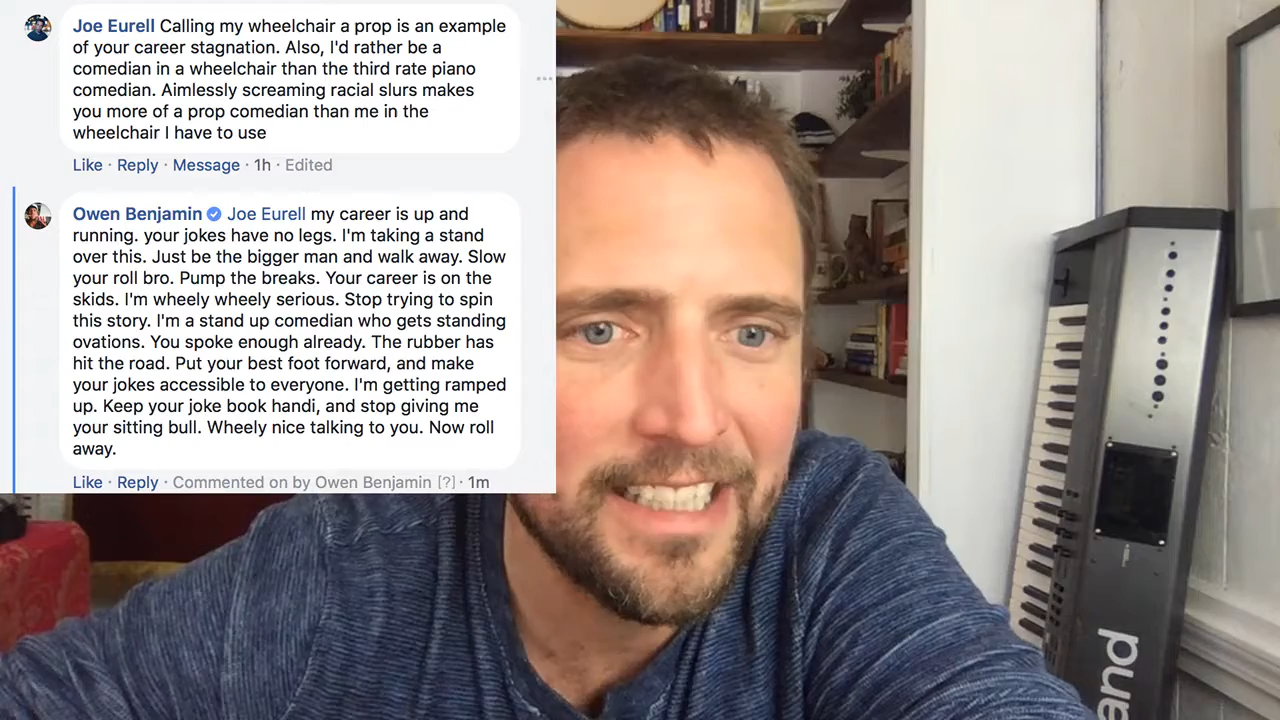 Joe Eurell Calling my wheelchair a prop is an example
of your career stagnation. Also, I'd rather be a
comedian in a wheelchair than the third rate piano
comedian. Aimlessly screaming racial slurs makes
you more of a prop comedian than me in the
wheelchair I have to use
Like · Reply · Message · 1h · Edited
Owen Benjamin Joe Eurell my career is up and
running. your jokes have no legs. I'm taking a stand
over this. Just be the bigger man and walk away. Slow
your roll bro. Pump the breaks. Your career is on the
skids. I'm wheely wheely serious. Stop trying to spin
this story. I'm a stand up comedian who gets standing
ovations. You spoke enough already. The rubber has
hit the road. Put your best foot forward, and make
your jokes accessible to everyone. I'm getting ramped
up. Keep your joke book handi, and stop giving me
your sitting bull. Wheely nice talking to you. Now roll
away.
Like · Reply · Commented on by Owen Benjamin [?] · 1m
and